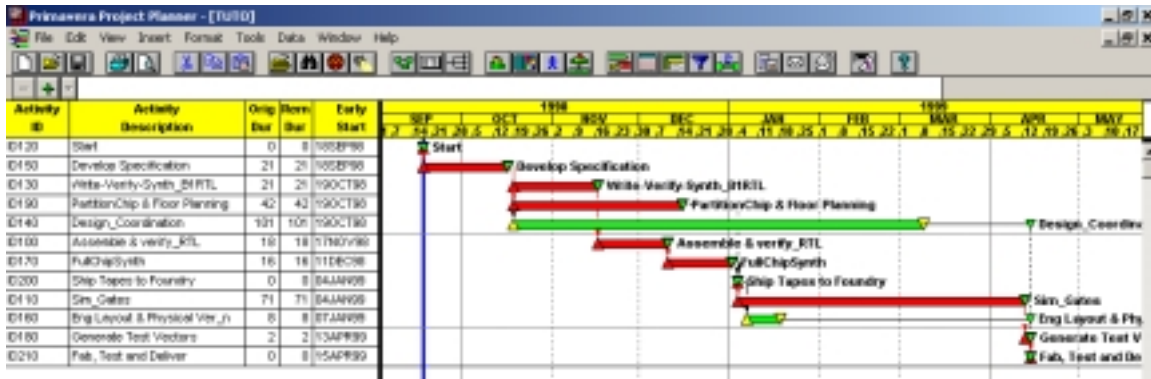 Primavera Project Planner - [TUTO]
File Edit View Insert Format Tools Data Window Help
Activity ID Activity Description Orig Dur Rem Dur Early Start
1998 1999
SEP OCT NOV DEC JAN FEB MAR APR MAY
ID120 Start 0 0 18SEP98 Start
ID150 Develop Specification 21 21 18SEP98 Develop Specification
ID130 Write-Verify-Synth_B1RTL 21 21 19OCT98 Write-Verify-Synth_B1RTL
ID190 PartitionChip & Floor Planning 42 42 19OCT98 PartitionChip & Floor Planning
ID140 Design_Coordination 101 101 19OCT98 Design_Coordin
ID100 Assemble & verify_RTL 18 18 17NOV98 Assemble & verify_RTL
ID170 FullChipSynth 16 16 11DEC98 FullChipSynth
ID200 Ship Tapes to Foundry 0 0 04JAN99 Ship Tapes to Foundry
ID110 Sim_Gates 71 71 04JAN99 Sim_Gates
ID160 Eng Layout & Physical Ver_n 8 8 07JAN99 Eng Layout & Phy
ID180 Generate Test Vectors 2 2 13APR99 Generate Test V
ID210 Fab, Test and Deliver 0 0 15APR99 Fab, Test and De